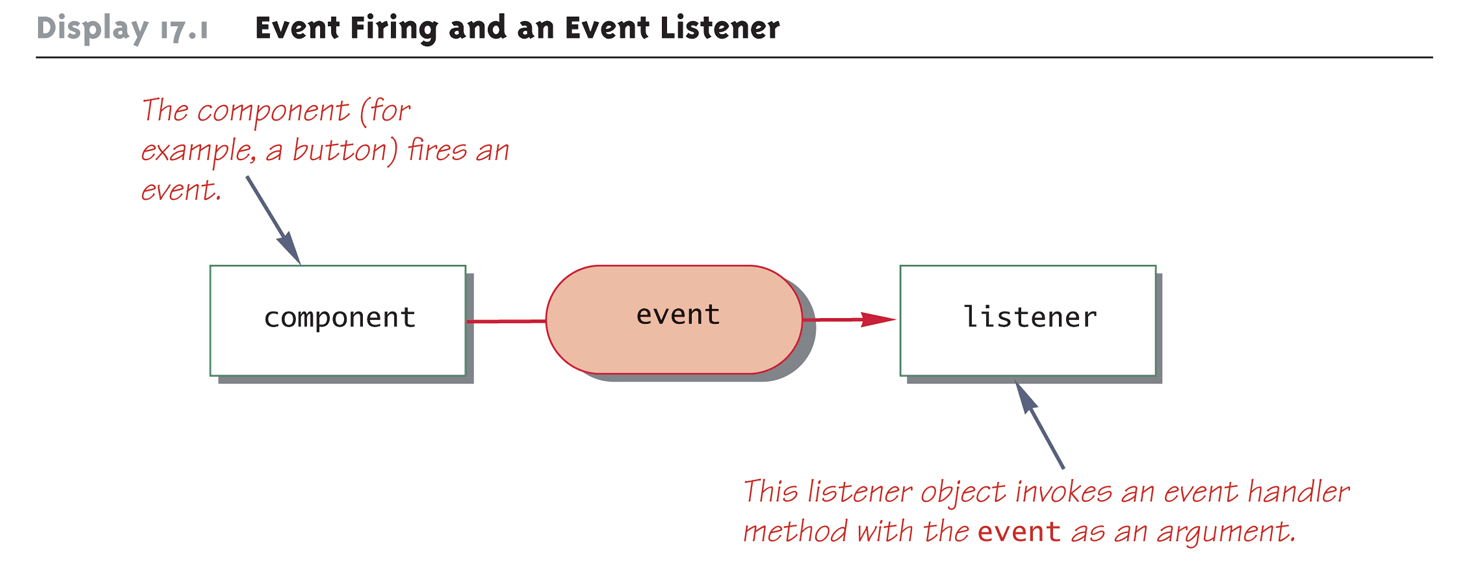 Display 17.1 Event Firing and an Event Listener
The component (for
example, a button) fires an
event.
component
event
listener
This listener object invokes an event handler
method with the event as an argument.